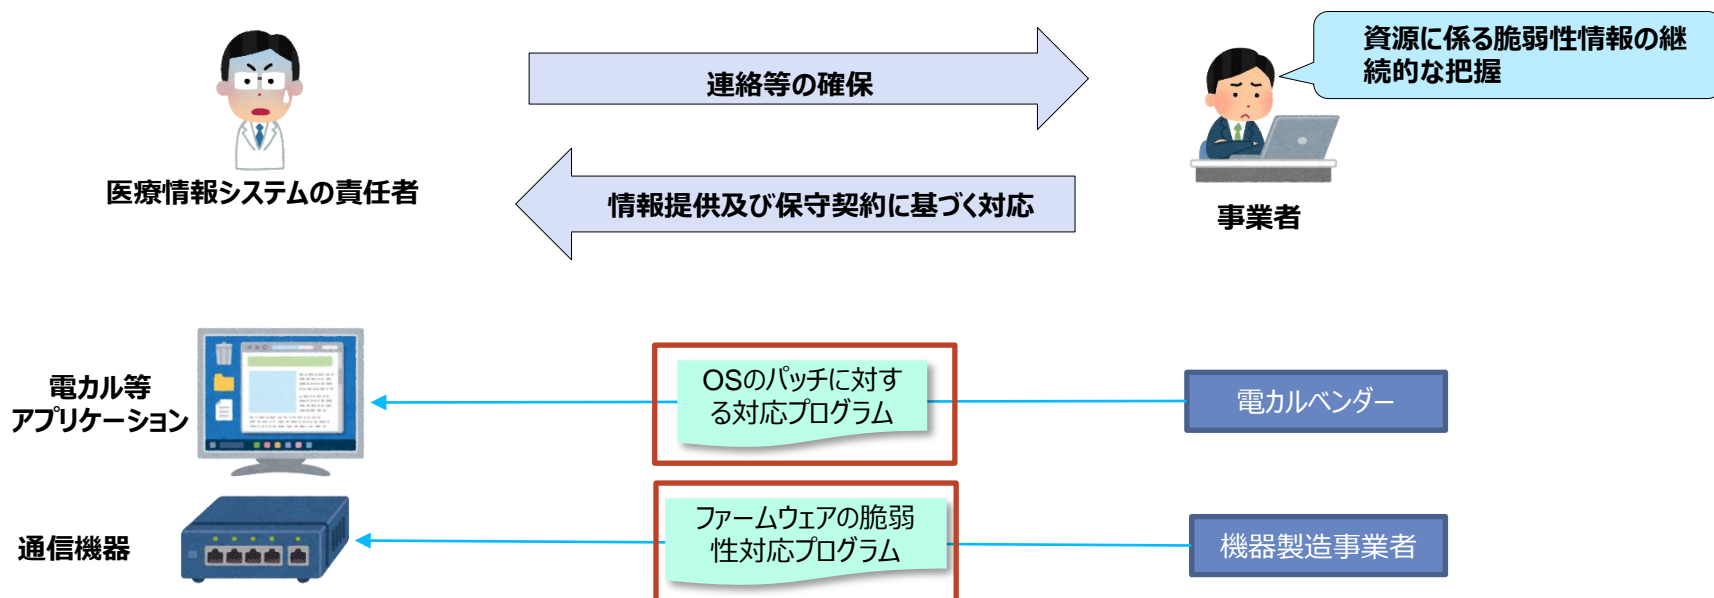 資源に係る脆弱性情報の継
続的な把握
連絡等の確保
医療情報システムの責任者
情報提供及び保守契約に基づく対応
事業者
電カル等
アプリケーション
OSのパッチに対す
る対応プログラム
電カルベンダー
通信機器
ファームウェアの脆弱
性対応プログラム
機器製造事業者